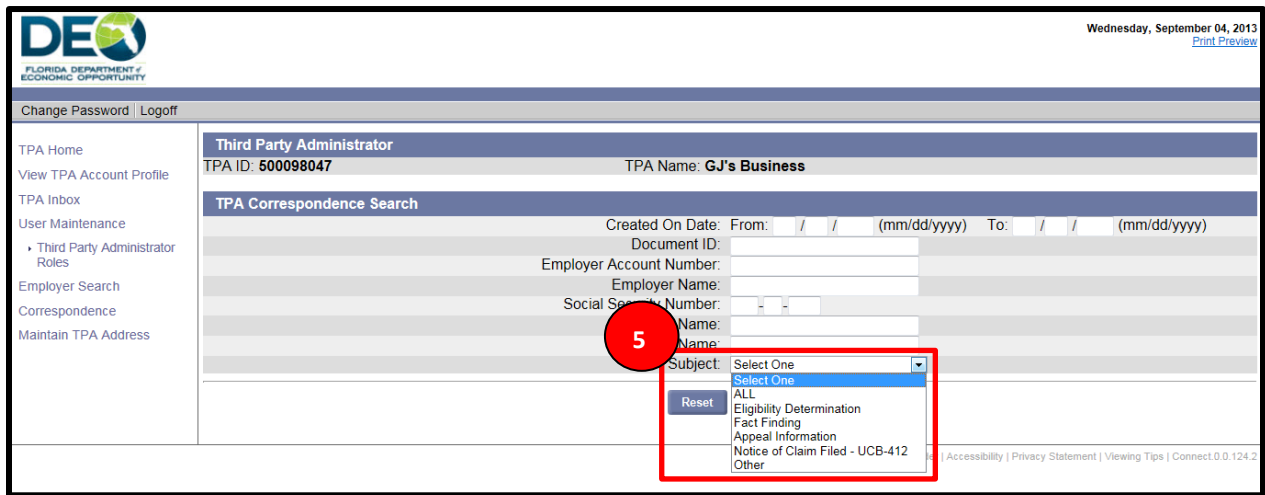 DEO
FLORIDA DEPARTMENT of
ECONOMIC OPPORTUNITY
Wednesday, September 04, 2013
Print Preview
Change Password | Logoff
TPA Home
View TPA Account Profile
TPA Inbox
User Maintenance
Third Party Administrator
Roles
Employer Search
Correspondence
Maintain TPA Address
Third Party Administrator
TPA ID: 500098047 TPA Name: GJ's Business
TPA Correspondence Search
Created On Date: From: / / (mm/dd/yyyy) To: / / (mm/dd/yyyy)
Document ID:
Employer Account Number:
Employer Name:
Social Security Number: - -
Name:
Name:
5
Subject: Select One
Select One
ALL
Eligibility Determination
Fact Finding
Appeal Information
Notice of Claim Filed - UCB-412
Other
Reset
| Accessibility | Privacy Statement | Viewing Tips | Connect.0.0.124.2